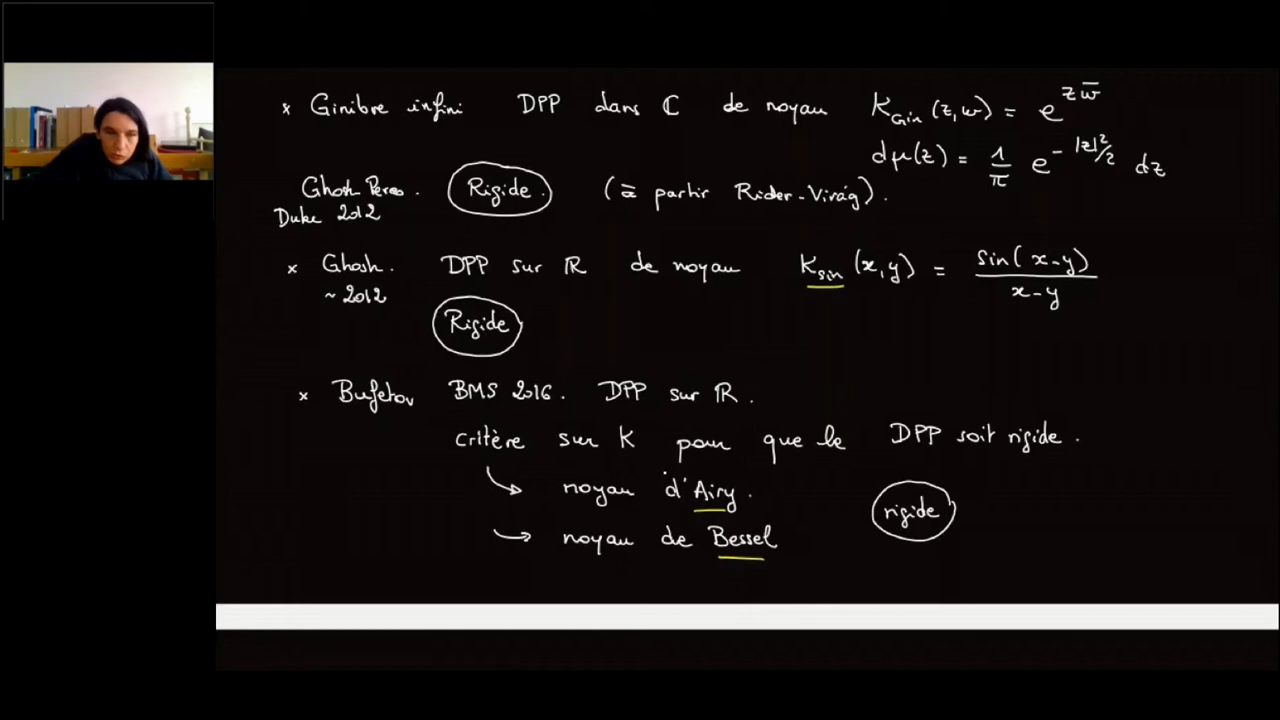 * Ginibre infini DPP dans ℂ de noyau K_Gin (z,w) = e^{z w̄}
dμ(z) = 1/π e^{-|z|²/2} dz
Ghosh Peres. Rigide. (à partir Rider-Virág).
Duke 2012
* Ghosh. DPP sur ℝ de noyau K_sin (x,y) = sin(x-y) / x-y
~ 2012
Rigide
* Bufetov BMS 2016. DPP sur ℝ.
critère sur K pour que le DPP soit rigide.
→ noyau d'Airy.
rigide
→ noyau de Bessel